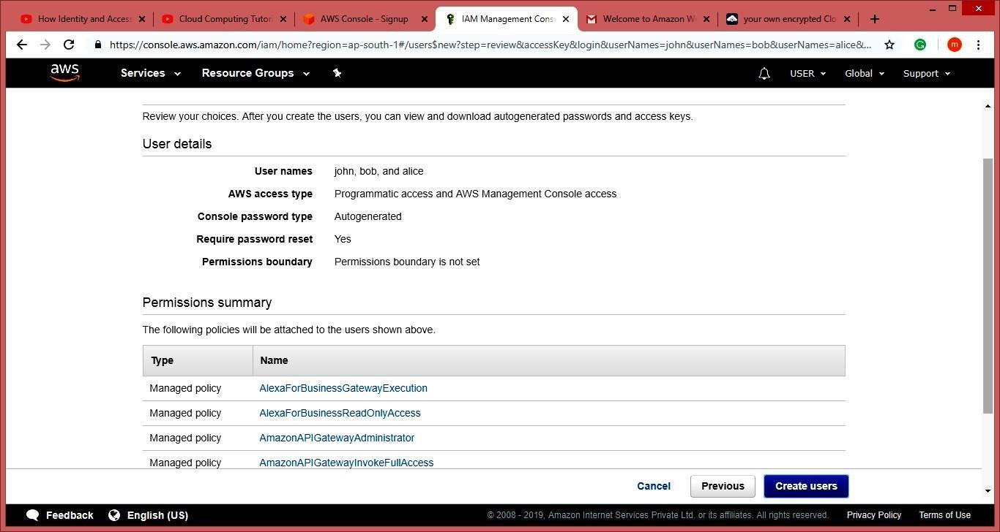 How Identity and Access
Cloud Computing Tutori
AWS Console - Signup
IAM Management Cons
Welcome to Amazon W
your own encrypted Clo
https://console.aws.amazon.com/iam/home?region=ap-south-1#/users$new?step=review&accessKey&login&userNames=john&userNames=bob&userNames=alice&...
m
aws Services Resource Groups USER Global Support
Review your choices. After you create the users, you can view and download autogenerated passwords and access keys.
User details
User names john, bob, and alice
AWS access type Programmatic access and AWS Management Console access
Console password type Autogenerated
Require password reset Yes
Permissions boundary Permissions boundary is not set
Permissions summary
The following policies will be attached to the users shown above.
Type Name
Managed policy AlexaForBusinessGatewayExecution
Managed policy AlexaForBusinessReadOnlyAccess
Managed policy AmazonAPIGatewayAdministrator
Managed policy AmazonAPIGatewayInvokeFullAccess
Cancel Previous Create users
Feedback English (US) © 2008 - 2019, Amazon Internet Services Private Ltd. or its affiliates. All rights reserved. Privacy Policy Terms of Use